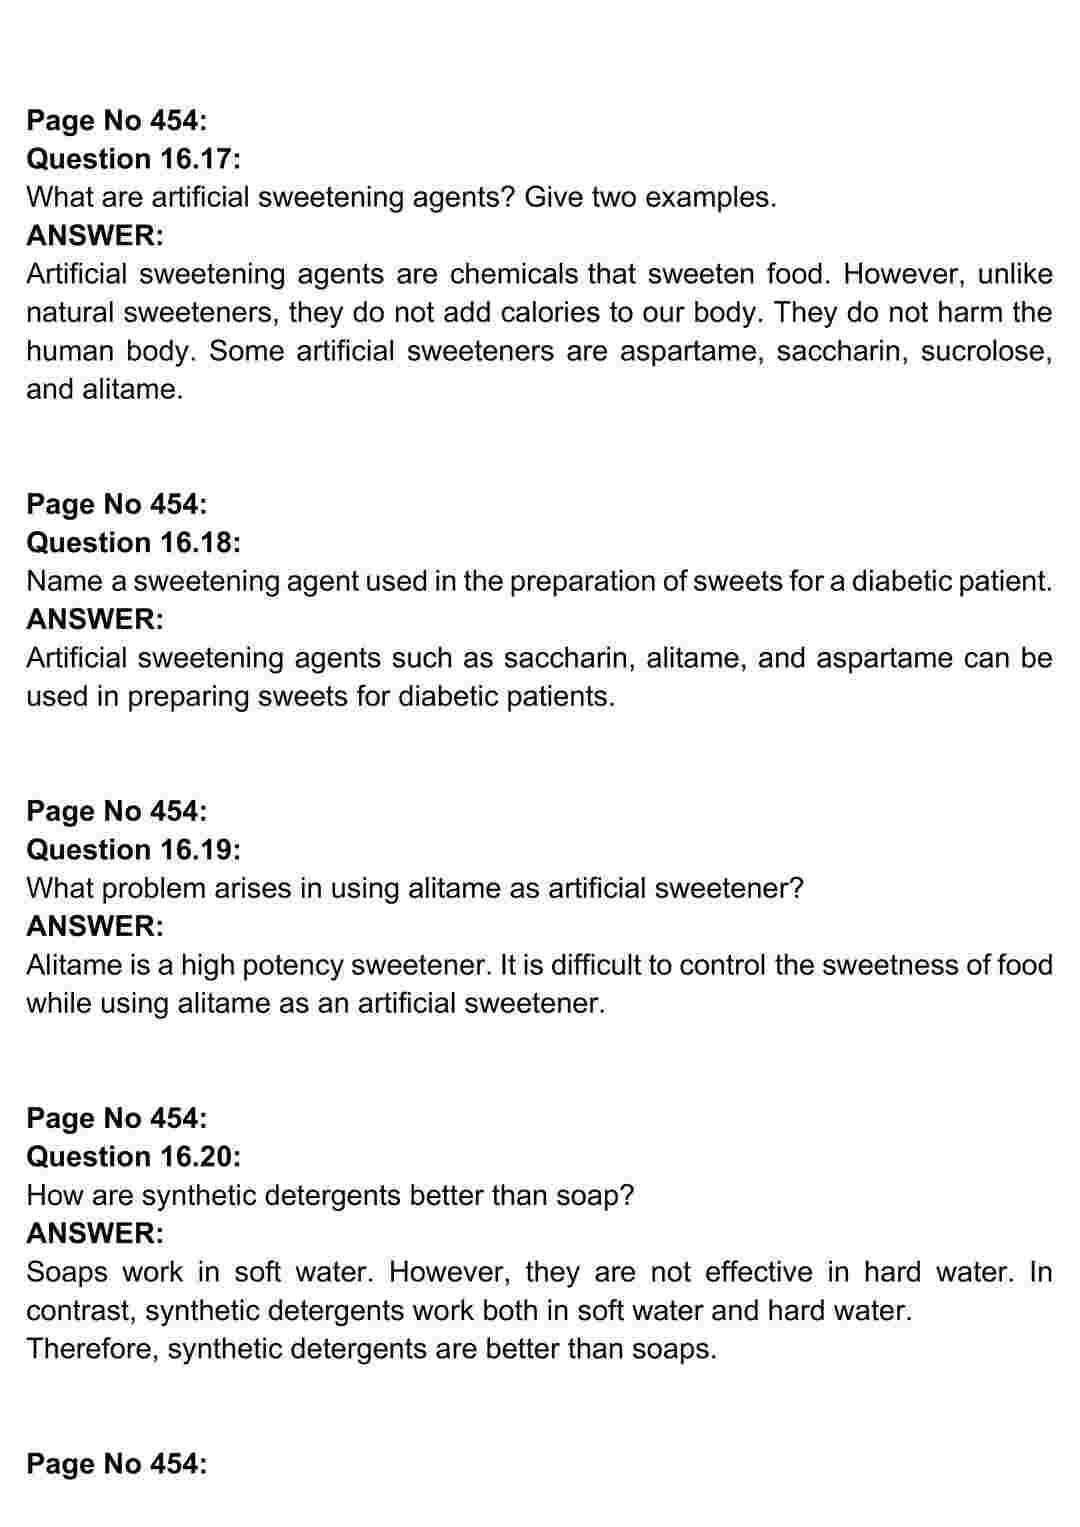 Page No 454:
Question 16.17:
What are artificial sweetening agents? Give two examples.
ANSWER:
Artificial sweetening agents are chemicals that sweeten food. However, unlike
natural sweeteners, they do not add calories to our body. They do not harm the
human body. Some artificial sweeteners are aspartame, saccharin, sucrolose,
and alitame.
Page No 454:
Question 16.18:
Name a sweetening agent used in the preparation of sweets for a diabetic patient.
ANSWER:
Artificial sweetening agents such as saccharin, alitame, and aspartame can be
used in preparing sweets for diabetic patients.
Page No 454:
Question 16.19:
What problem arises in using alitame as artificial sweetener?
ANSWER:
Alitame is a high potency sweetener. It is difficult to control the sweetness of food
while using alitame as an artificial sweetener.
Page No 454:
Question 16.20:
How are synthetic detergents better than soap?
ANSWER:
Soaps work in soft water. However, they are not effective in hard water. In
contrast, synthetic detergents work both in soft water and hard water.
Therefore, synthetic detergents are better than soaps.
Page No 454: